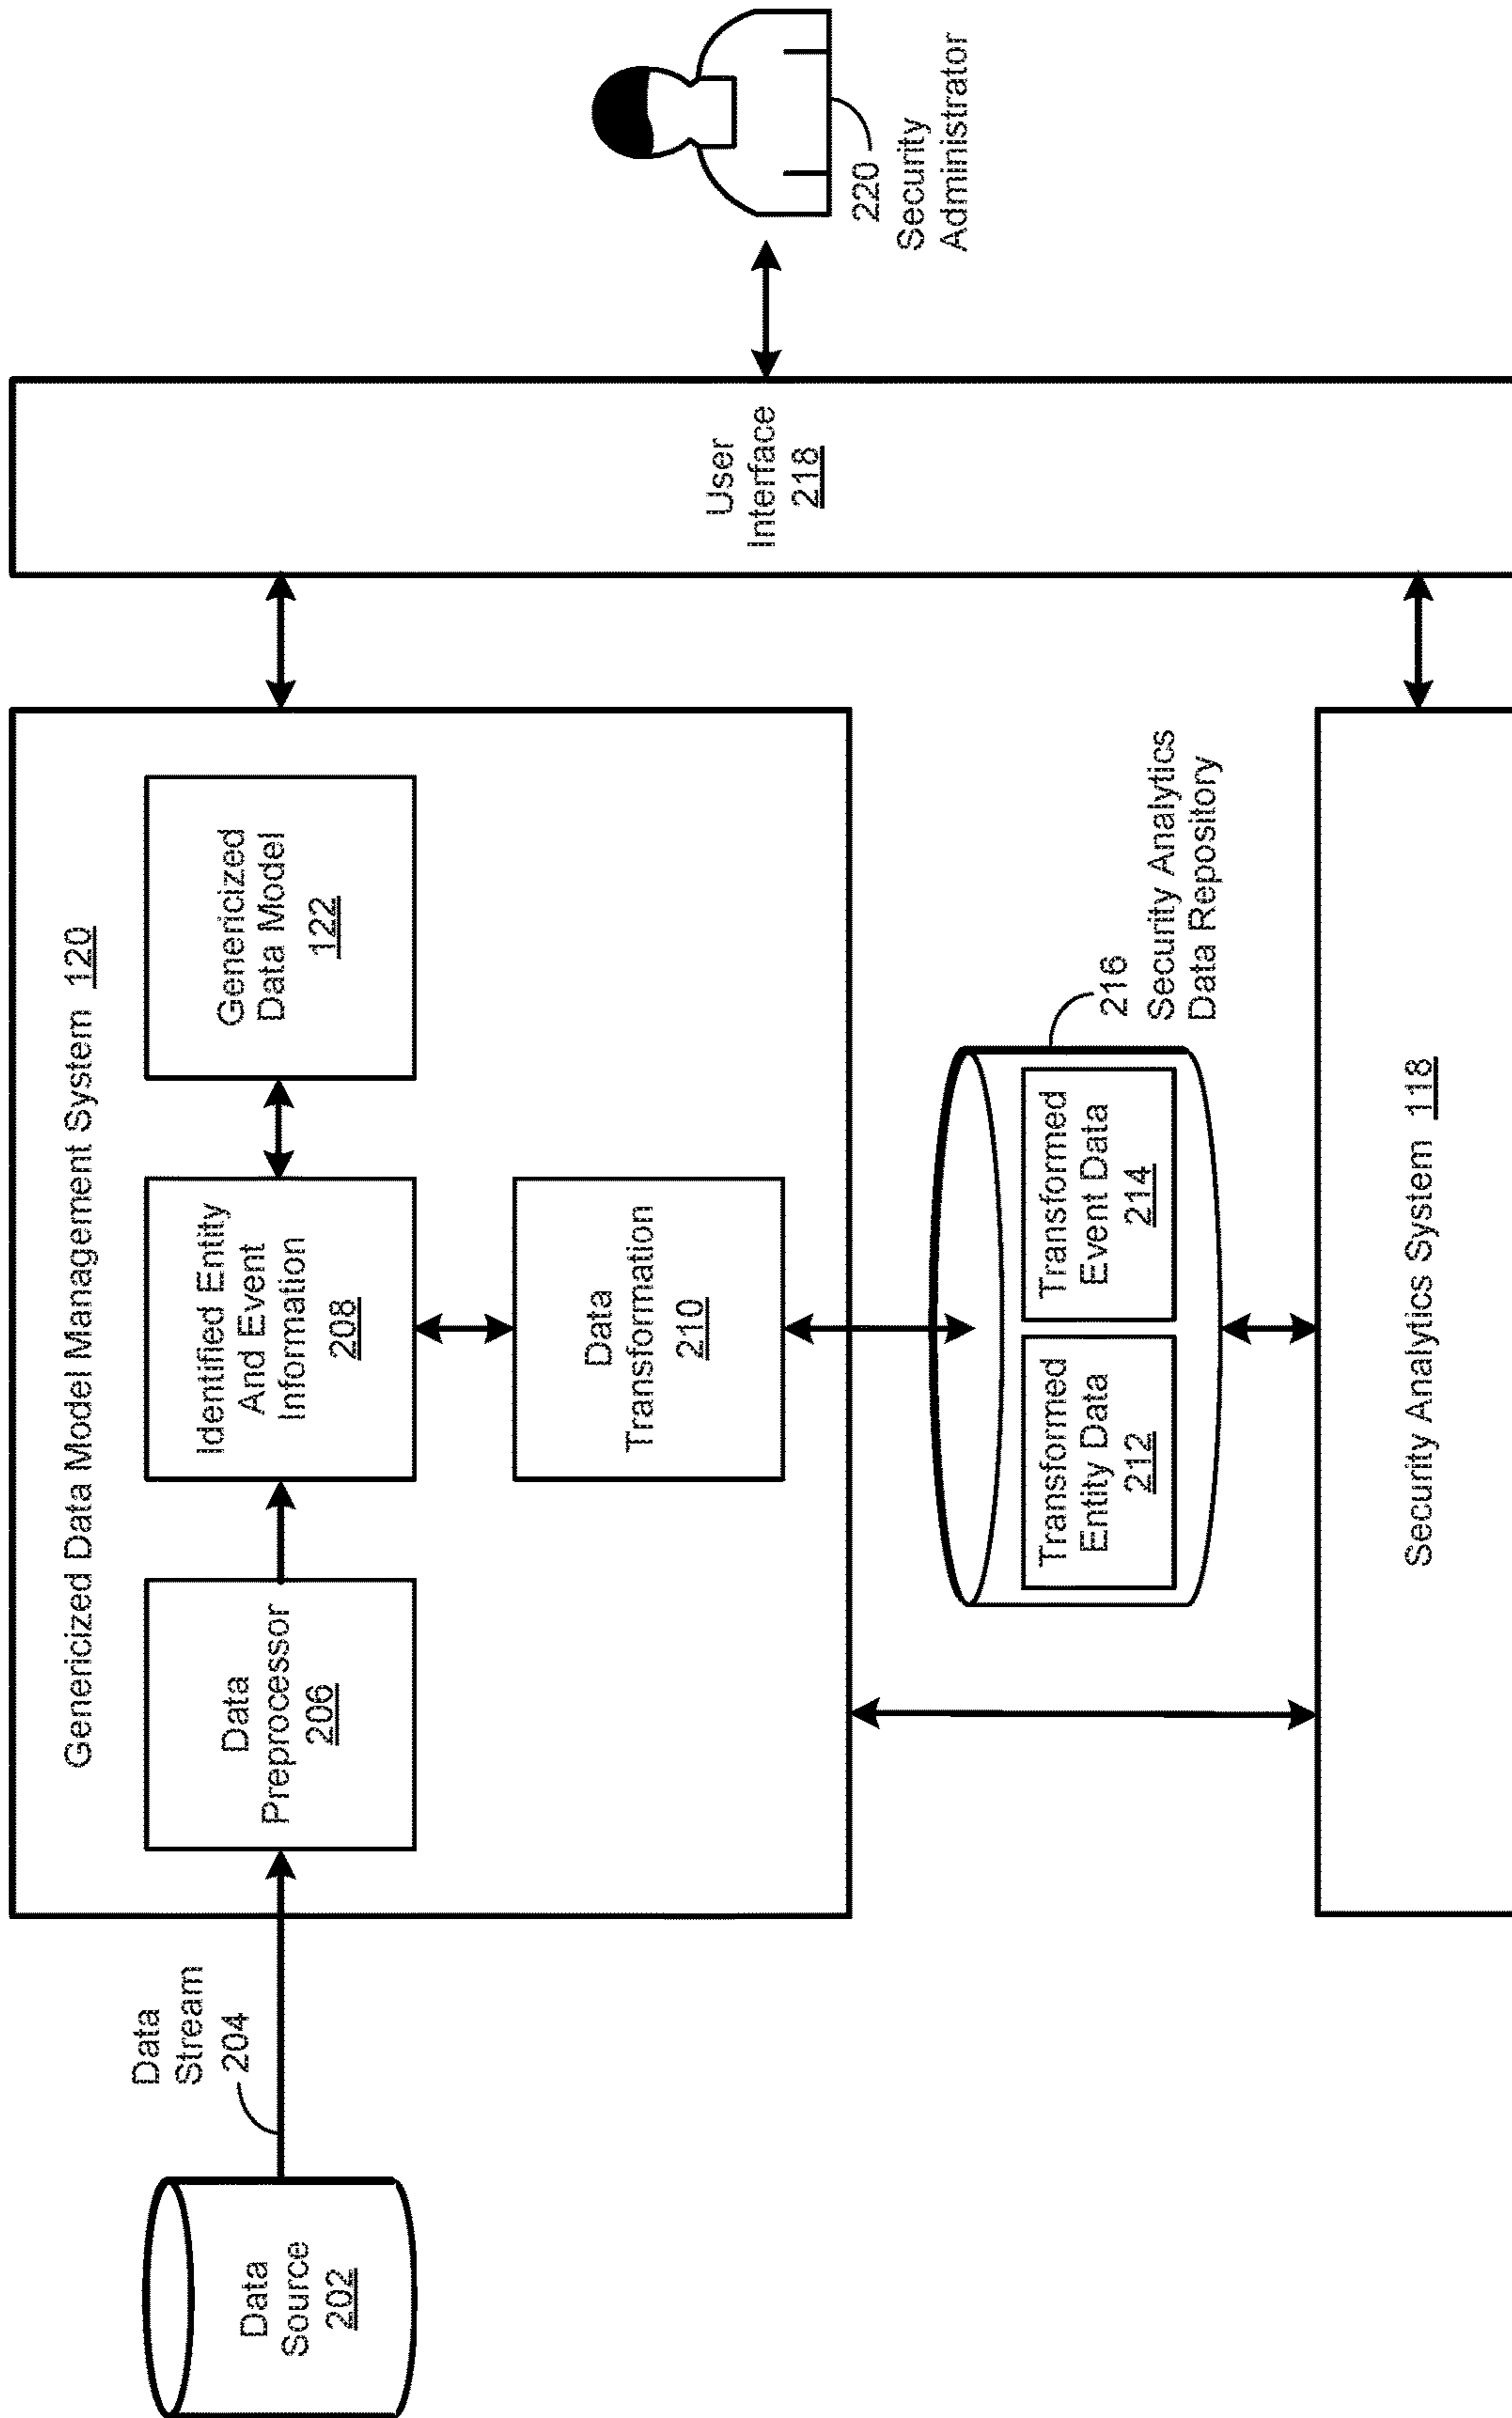 Genericized Data Model Management System 120
Data
Stream
204
Data
Source
202
Data
Preprocessor
206
Identified Entity
And Event
Information
208
Genericized
Data Model
122
Data
Transformation
210
User
Interface
218
220
Security
Administrator
Transformed
Entity Data
212
Transformed
Event Data
214
216
Security Analytics
Data Repository
Security Analytics System 118